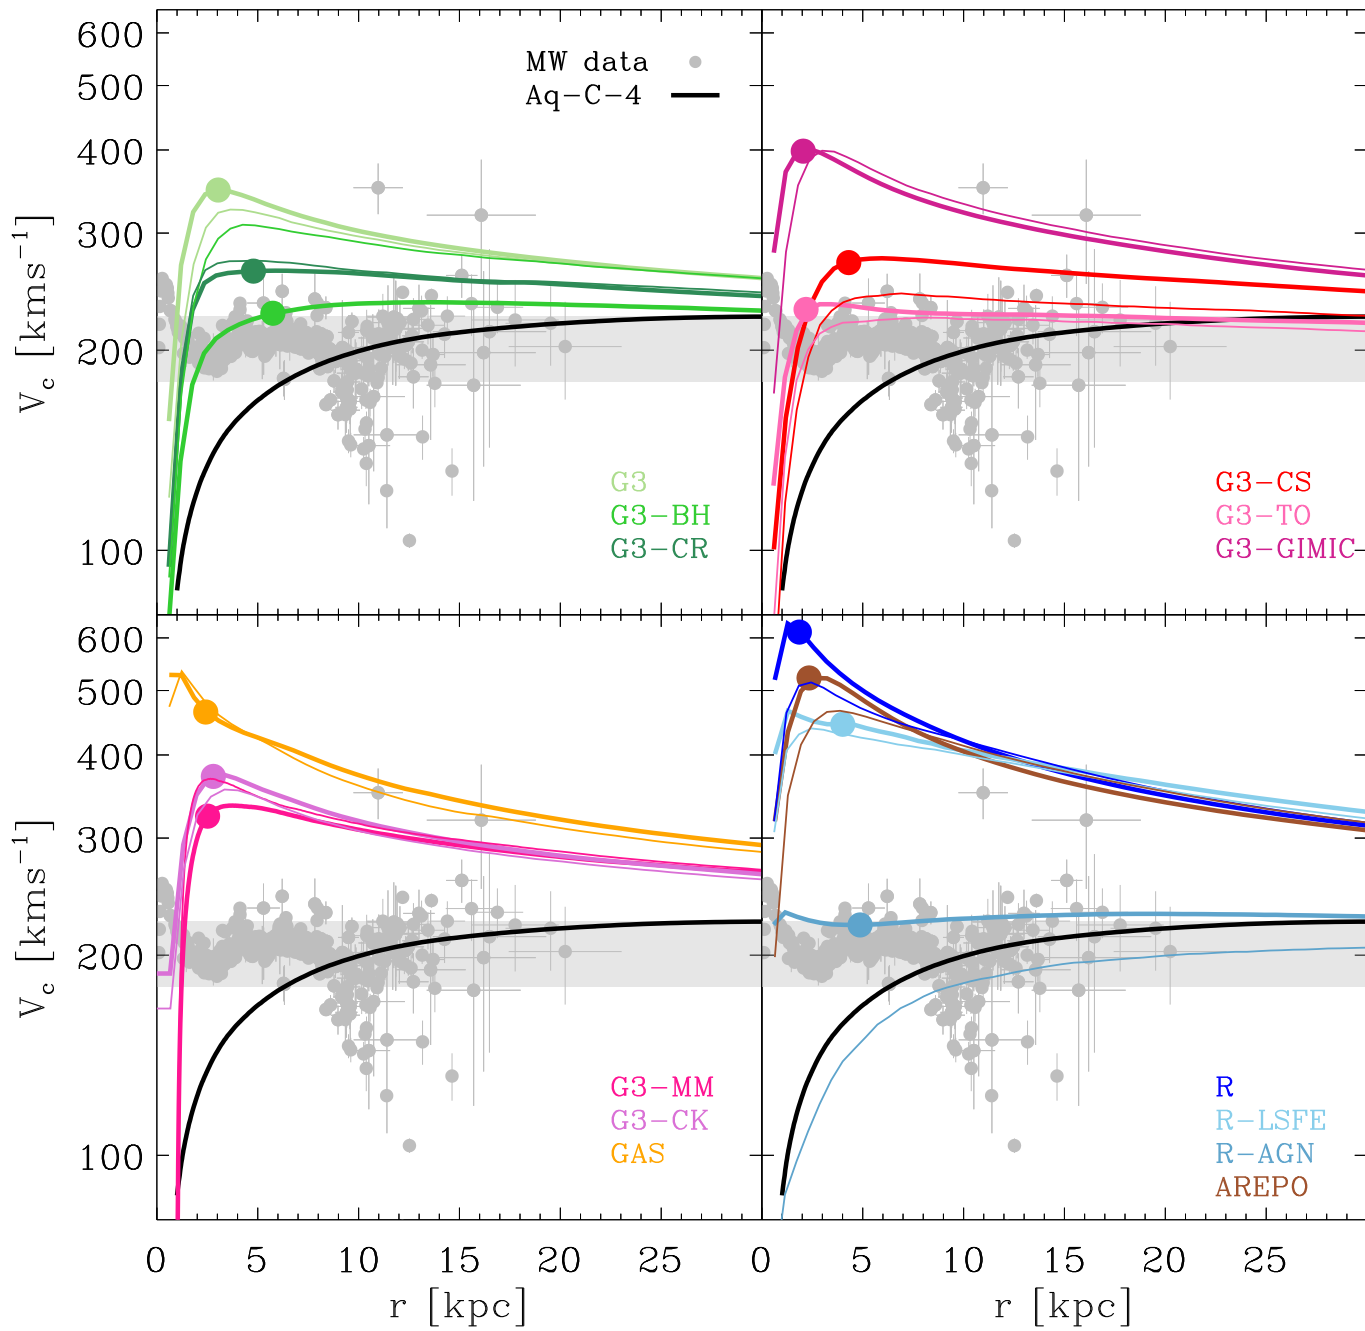 600
500
400
300
200
100
V_c [kms^{-1}]
MW data
Aq-C-4
G3
G3-BH
G3-CR
G3-CS
G3-TO
G3-GIMIC
600
500
400
300
200
100
V_c [kms^{-1}]
G3-MM
G3-CK
GAS
R
R-LSFE
R-AGN
AREPO
0 5 10 15 20 0 5 10 15 20 25
r [kpc] r [kpc]